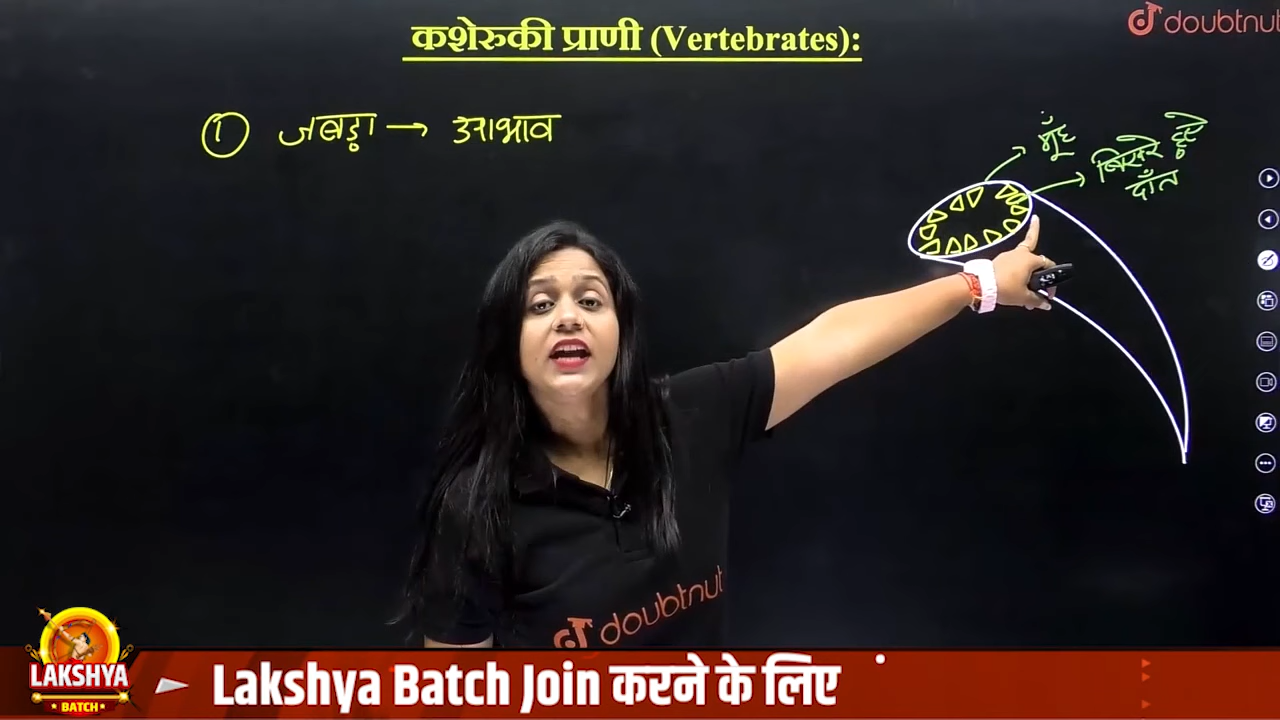 कशेरुकी प्राणी (Vertebrates):
doubtnut
① जबड़ा → अभाव
मुँह
बिखरे हुए
दाँत
doubtnut
LAKSHYA
BATCH
Lakshya Batch Join करने के लिए